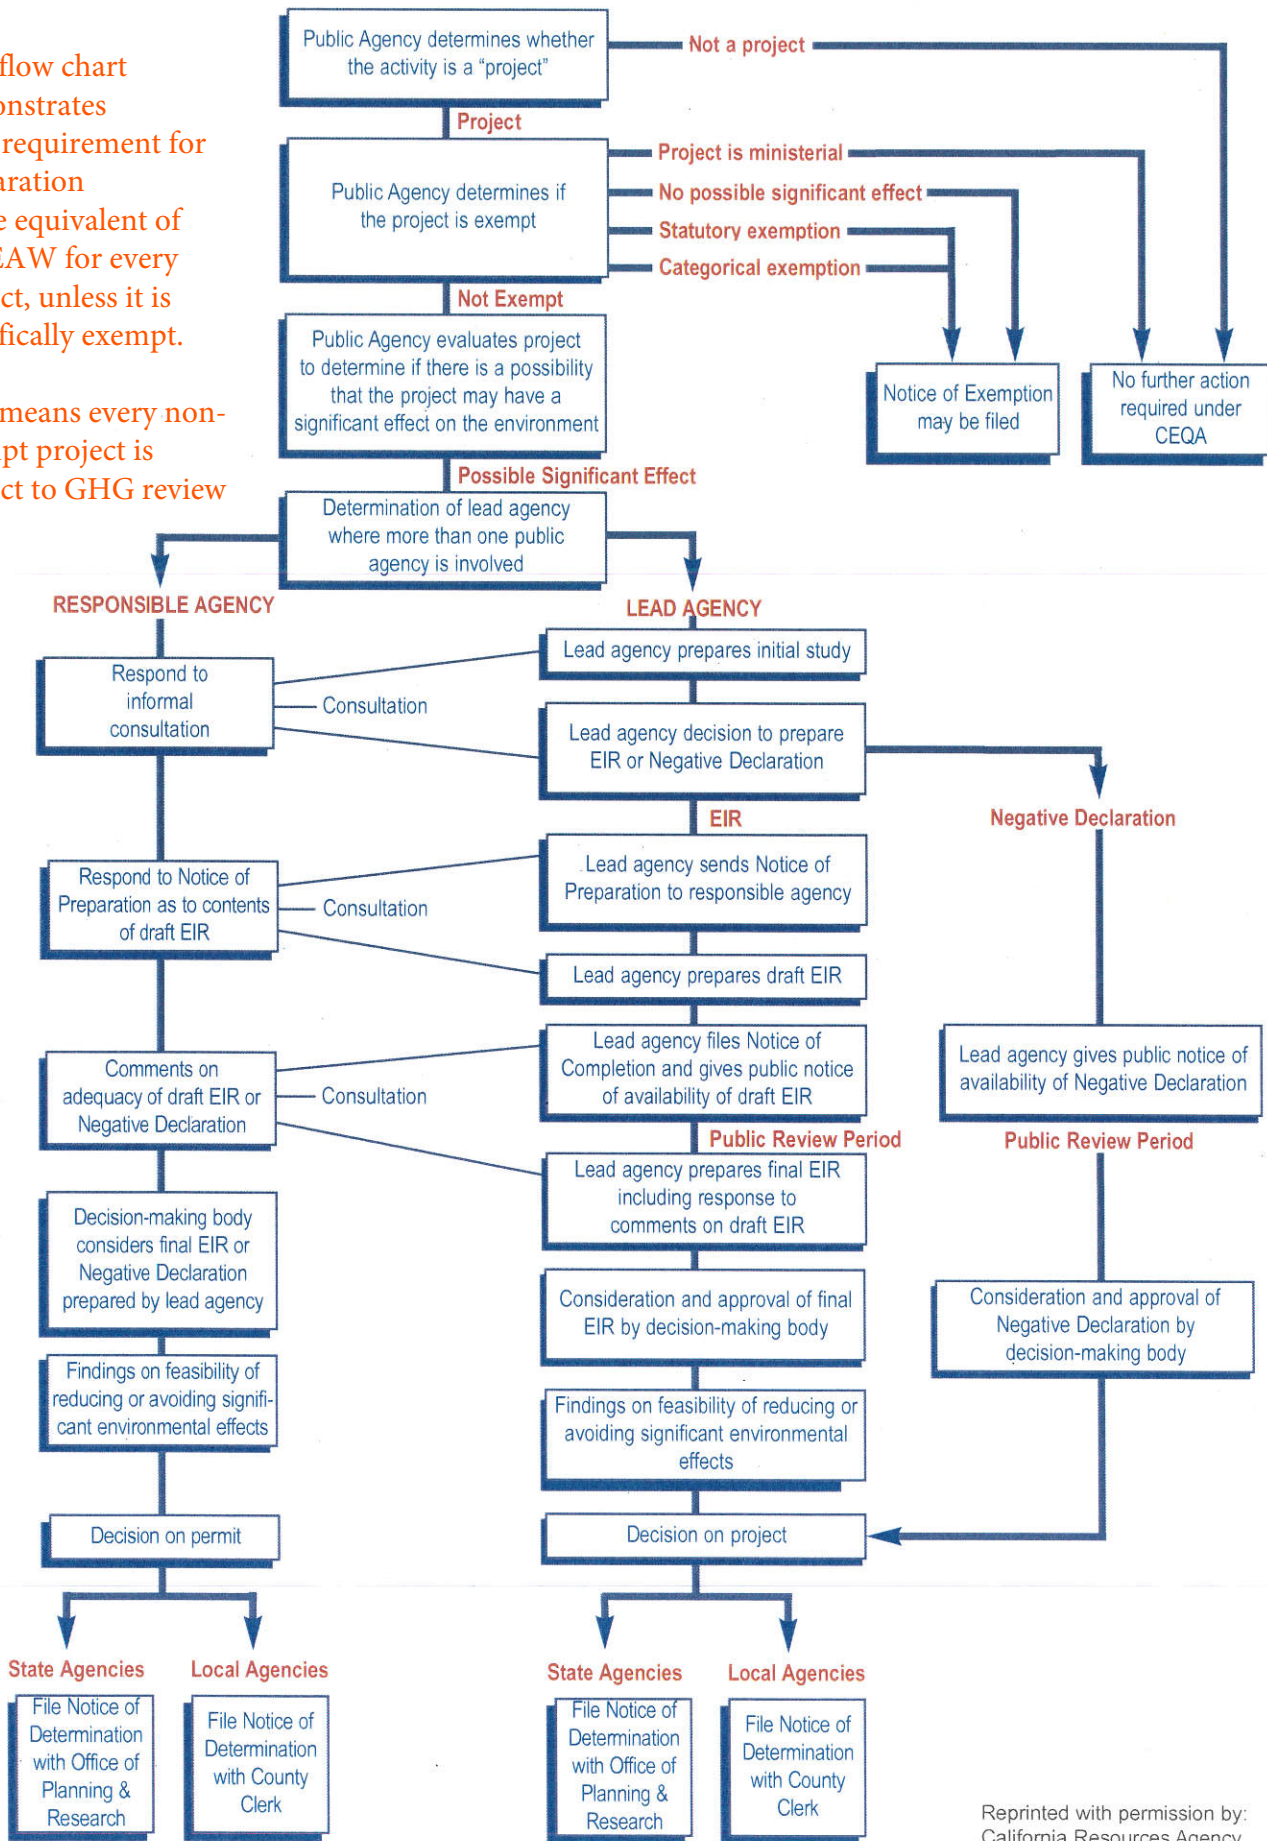 flow chart
onstrates
requirement for
aration
e equivalent of
EAW for every
ct, unless it is
fically exempt.
means every non-
pt project is
ct to GHG review
Public Agency determines whether
the activity is a “project”
Not a project
Project
Public Agency determines if
the project is exempt
Project is ministerial
No possible significant effect
Statutory exemption
Categorical exemption
Not Exempt
Public Agency evaluates project
to determine if there is a possibility
that the project may have a
significant effect on the environment
Notice of Exemption
may be filed
No further action
required under
CEQA
Possible Significant Effect
Determination of lead agency
where more than one public
agency is involved
RESPONSIBLE AGENCY
LEAD AGENCY
Respond to
informal
consultation
Consultation
Lead agency prepares initial study
Lead agency decision to prepare
EIR or Negative Declaration
EIR
Negative Declaration
Respond to Notice of
Preparation as to contents
of draft EIR
Consultation
Lead agency sends Notice of
Preparation to responsible agency
Lead agency prepares draft EIR
Comments on
adequacy of draft EIR or
Negative Declaration
Consultation
Lead agency files Notice of
Completion and gives public notice
of availability of draft EIR
Lead agency gives public notice of
availability of Negative Declaration
Public Review Period
Public Review Period
Lead agency prepares final EIR
including response to
comments on draft EIR
Decision-making body
considers final EIR or
Negative Declaration
prepared by lead agency
Consideration and approval of final
EIR by decision-making body
Consideration and approval of
Negative Declaration by
decision-making body
Findings on feasibility of
reducing or avoiding signifi-
cant environmental effects
Findings on feasibility of reducing or
avoiding significant environmental
effects
Decision on permit
Decision on project
State Agencies
Local Agencies
State Agencies
Local Agencies
File Notice of
Determination
with Office of
Planning &
Research
File Notice of
Determination
with County
Clerk
File Notice of
Determination
with Office of
Planning &
Research
File Notice of
Determination
with County
Clerk
Reprinted with permission by:
California Resources Agency